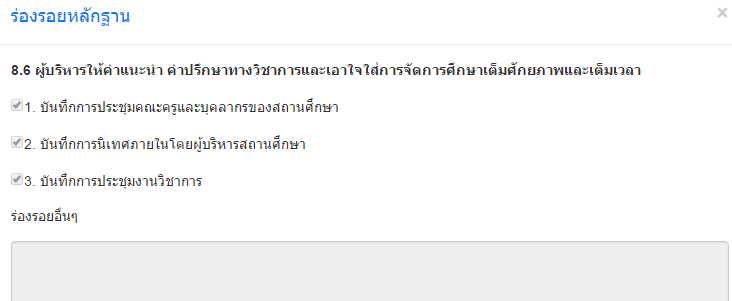 ร่องรอยหลักฐาน
×
8.6 ผู้บริหารให้คำแนะนำ คำปรึกษาทางวิชาการและเอาใจใส่การจัดการศึกษาเต็มศักยภาพและเต็มเวลา
1. บันทึกการประชุมคณะครูและบุคลากรของสถานศึกษา
2. บันทึกการนิเทศภายในโดยผู้บริหารสถานศึกษา
3. บันทึกการประชุมงานวิชาการ
ร่องรอยอื่นๆ